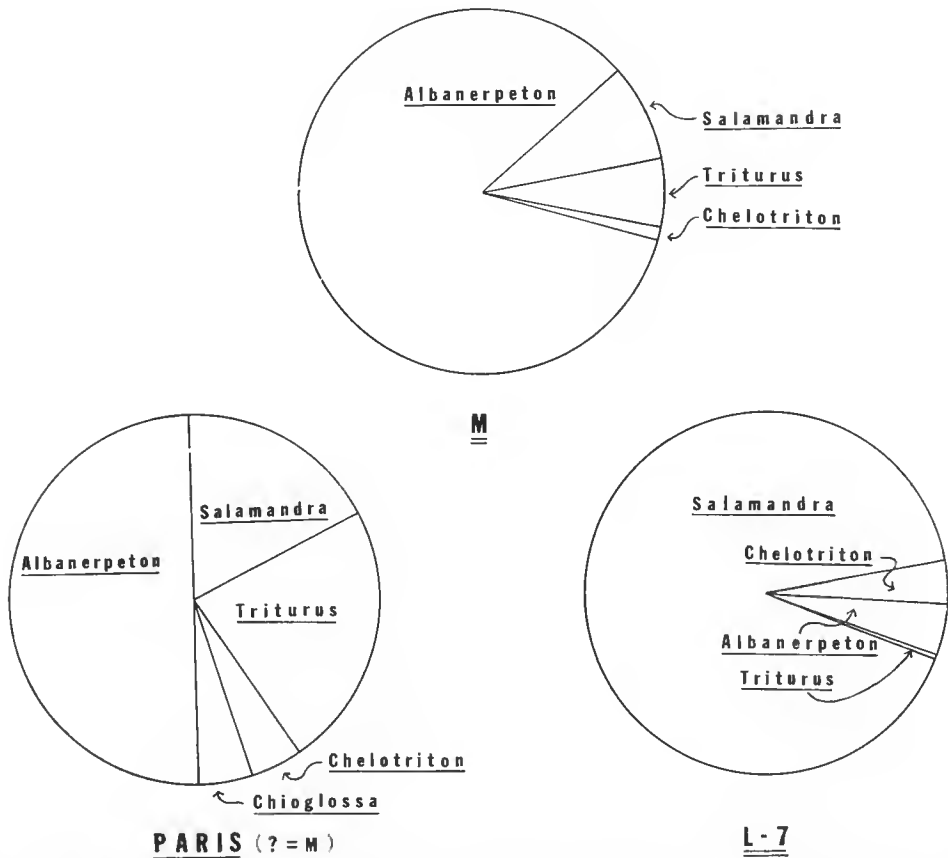 Albanerpeton
Salamandra
Triturus
Chelotriton
M
Salamandra
Albanerpeton
Triturus
Chelotriton
Chioglossa
PARIS (?=M)
Salamandra
Chelotriton
Albanerpeton
Triturus
L-7